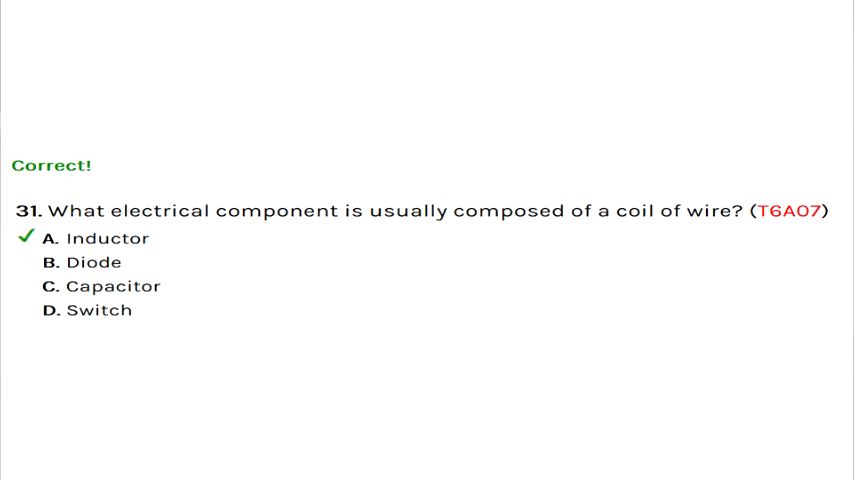 Correct!
31. What electrical component is usually composed of a coil of wire? (T6A07)
✓ A. Inductor
B. Diode
C. Capacitor
D. Switch